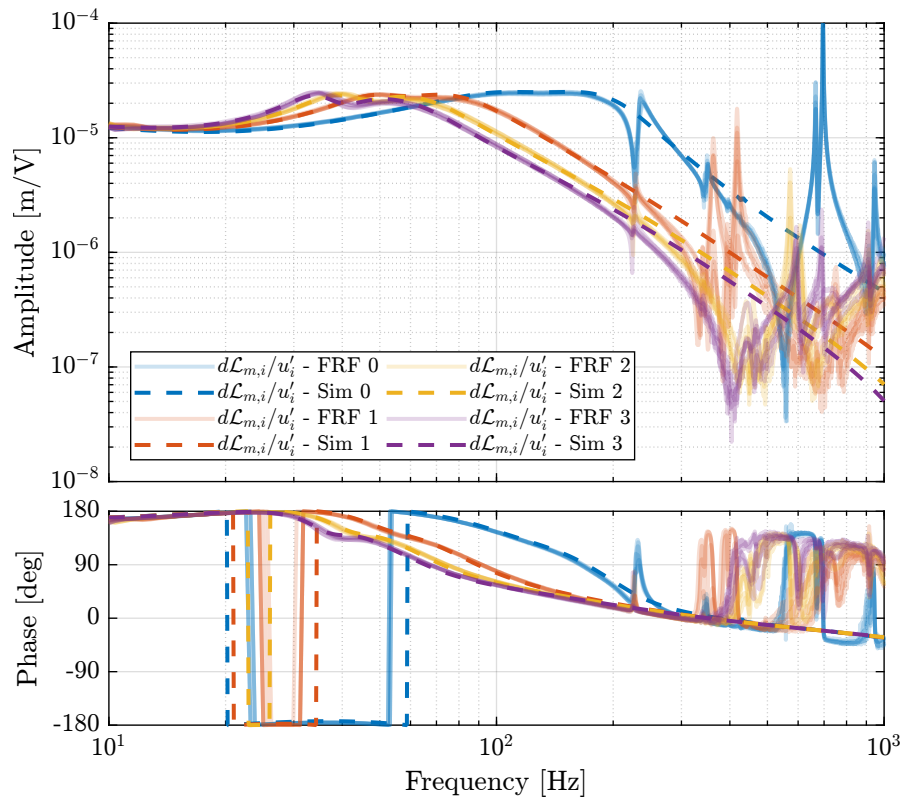 10^{-4}
10^{-5}
10^{-6}
10^{-7}
10^{-8}
Amplitude [m/V]
d𝓛_{m,i}/u'_i - FRF 0
d𝓛_{m,i}/u'_i - Sim 0
d𝓛_{m,i}/u'_i - FRF 1
d𝓛_{m,i}/u'_i - Sim 1
d𝓛_{m,i}/u'_i - FRF 2
d𝓛_{m,i}/u'_i - Sim 2
d𝓛_{m,i}/u'_i - FRF 3
d𝓛_{m,i}/u'_i - Sim 3
180
90
0
-90
-180
Phase [deg]
10^1
10^2
10^3
Frequency [Hz]